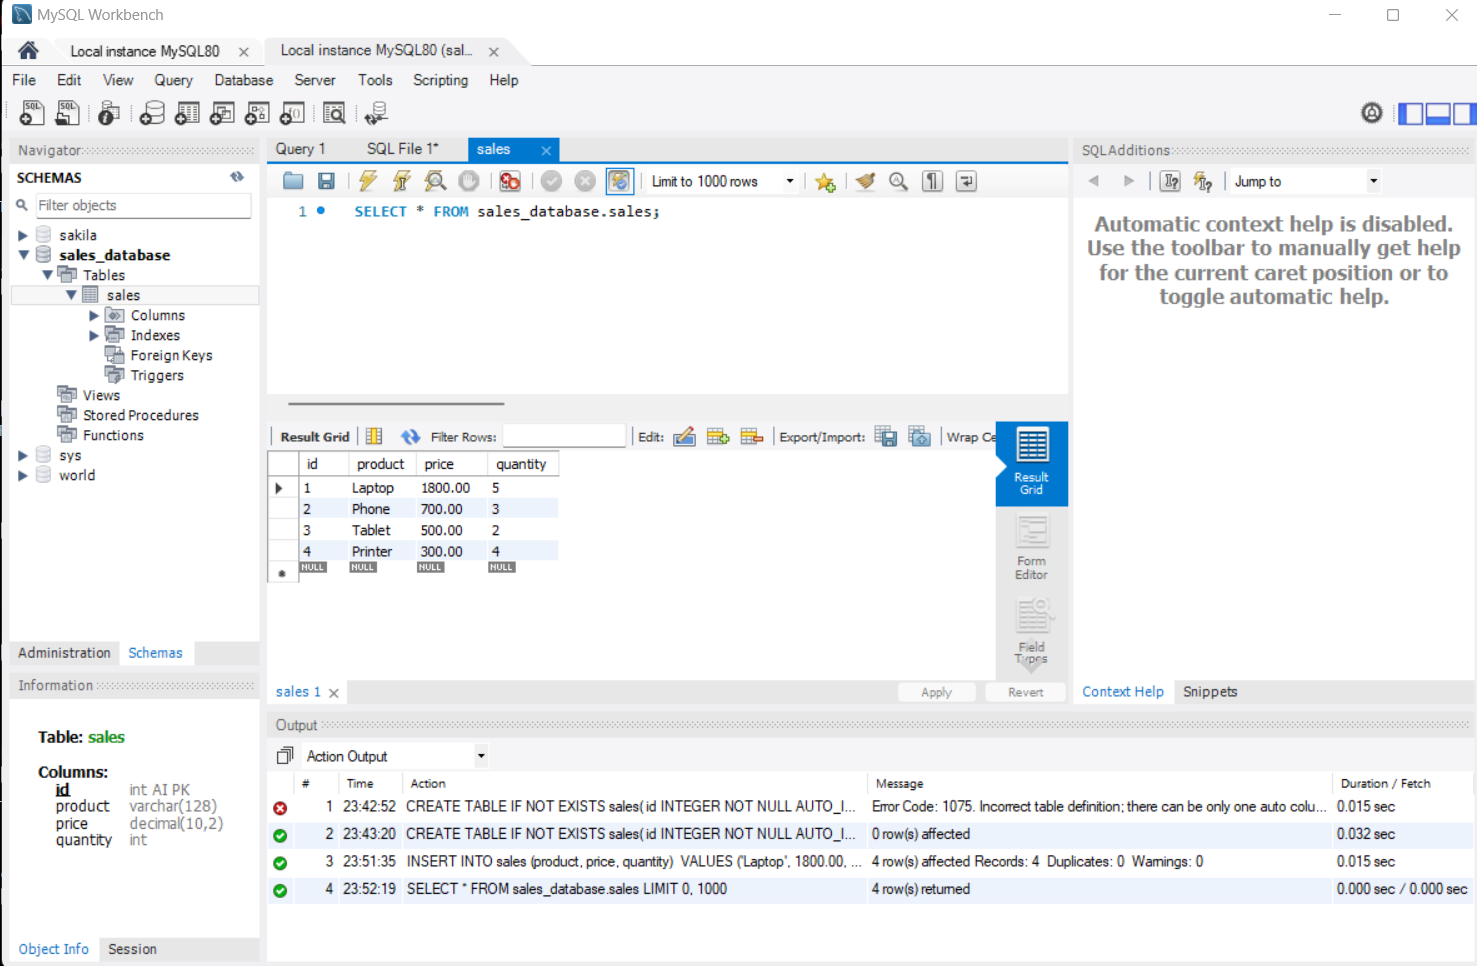 MySQL Workbench
Local instance MySQL80
Local instance MySQL80 (sal...
File Edit View Query Database Server Tools Scripting Help
Navigator
SCHEMAS
Filter objects
sakila
sales_database
Tables
sales
Columns
Indexes
Foreign Keys
Triggers
Views
Stored Procedures
Functions
sys
world
Administration Schemas
Information
Table: sales
Columns:
id int AI PK
product varchar(128)
price decimal(10,2)
quantity int
Object Info Session
Query 1 SQL File 1* sales
Limit to 1000 rows
1 SELECT * FROM sales_database.sales;
Result Grid Filter Rows: Edit: Export/Import: Wrap Ce
id product price quantity
1 Laptop 1800.00 5
2 Phone 700.00 3
3 Tablet 500.00 2
4 Printer 300.00 4
NULL NULL NULL NULL
Result
Grid
Form
Editor
Field
Types
sales 1 Apply Revert
SQLAdditions
Jump to
Automatic context help is disabled.
Use the toolbar to manually get help
for the current caret position or to
toggle automatic help.
Context Help Snippets
Output
Action Output
# Time Action Message Duration / Fetch
1 23:42:52 CREATE TABLE IF NOT EXISTS sales( id INTEGER NOT NULL AUTO_I... Error Code: 1075. Incorrect table definition; there can be only one auto colu... 0.015 sec
2 23:43:20 CREATE TABLE IF NOT EXISTS sales( id INTEGER NOT NULL AUTO_I... 0 row(s) affected 0.032 sec
3 23:51:35 INSERT INTO sales (product, price, quantity) VALUES ('Laptop', 1800.00, ... 4 row(s) affected Records: 4 Duplicates: 0 Warnings: 0 0.015 sec
4 23:52:19 SELECT * FROM sales_database.sales LIMIT 0, 1000 4 row(s) returned 0.000 sec / 0.000 sec